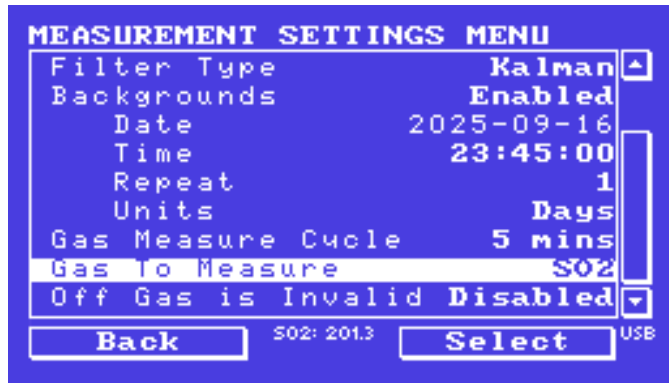 MEASUREMENT SETTINGS MENU
Filter Type Kalman
Backgrounds Enabled
Date 2025-09-16
Time 23:45:00
Repeat 1
Units Days
Gas Measure Cycle 5 mins
Gas To Measure SO2
Off Gas is Invalid Disabled
Back SO2: 201.3 Select USB